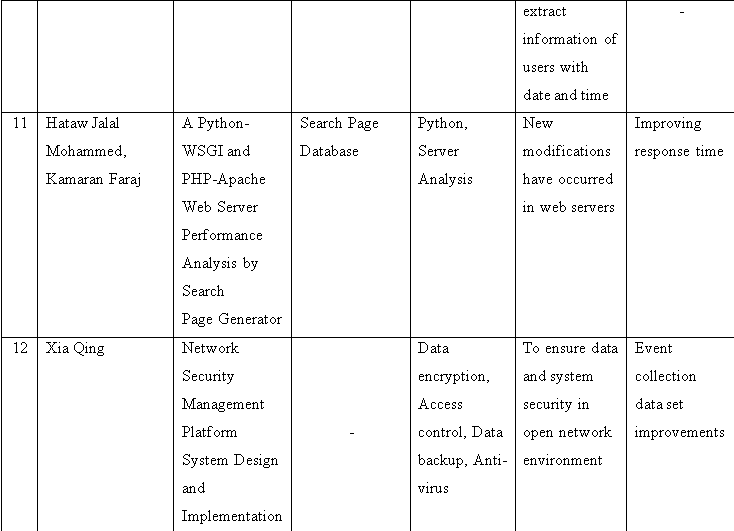 extract
information of
users with
date and time
-
11
Hataw Jalal
Mohammed,
Kamaran Faraj
A Python-
WSGI and
PHP-Apache
Web Server
Performance
Analysis by
Search
Page Generator
Search Page
Database
Python,
Server
Analysis
New
modifications
have occurred
in web servers
Improving
response time
12
Xia Qing
Network
Security
Management
Platform
System Design
and
Implementation
-
Data
encryption,
Access
control, Data
backup, Anti-
virus
To ensure data
and system
security in
open network
environment
Event
collection
data set
improvements